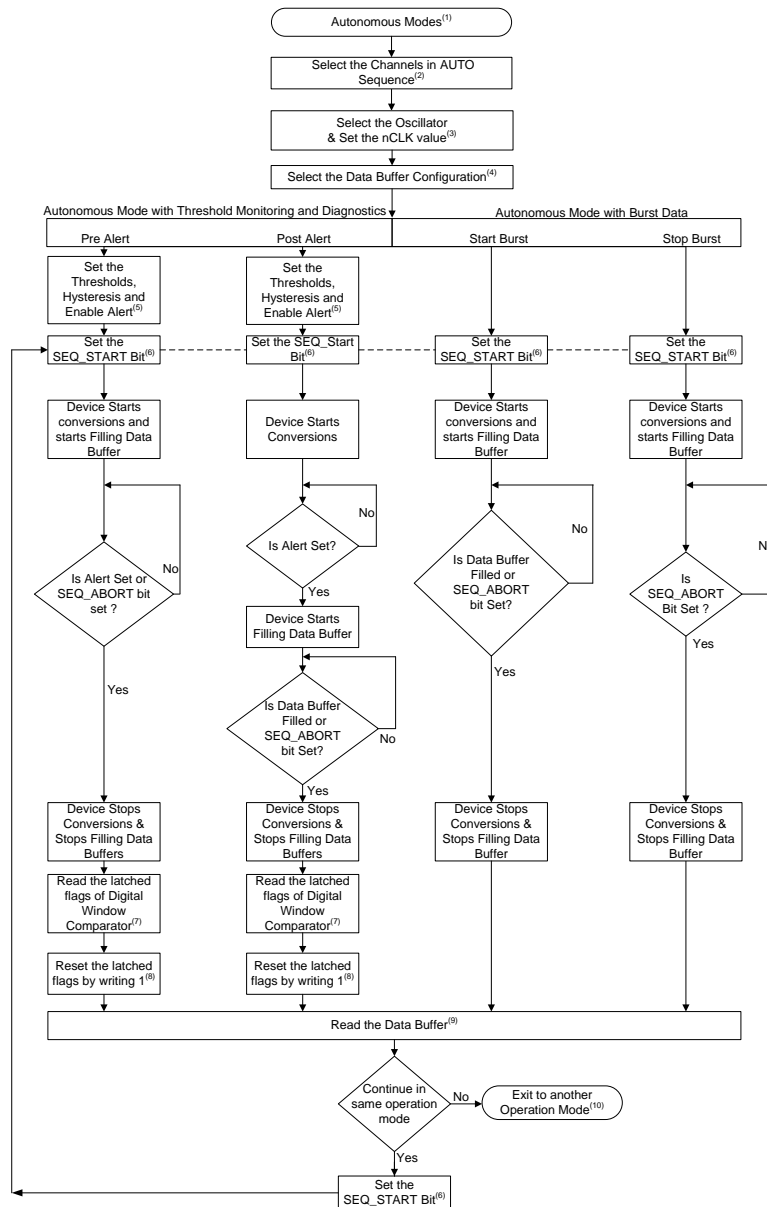 Autonomous Modes(1)
Select the Channels in AUTO
Sequence(2)
Select the Oscillator
& Set the nCLK value(3)
Select the Data Buffer Configuration(4)
Autonomous Mode with Threshold Monitoring and Diagnostics
Autonomous Mode with Burst Data
Pre Alert
Post Alert
Start Burst
Stop Burst
Set the
Thresholds,
Hysteresis and
Enable Alert(5)
Set the
Thresholds,
Hysteresis and
Enable Alert(5)
Set the
SEQ_START Bit(6)
Set the SEQ_Start
Bit(6)
Set the
SEQ_START Bit(6)
Set the
SEQ_START Bit(6)
Device Starts
conversions and
starts Filling Data
Buffer
Device Starts
Conversions
Device Starts
conversions and
starts Filling Data
Buffer
Device Starts
conversions and
starts Filling Data
Buffer
Is Alert Set or
SEQ_ABORT bit
set ?
No
Yes
Is Alert Set?
No
Yes
Device Starts
Filling Data Buffer
Is Data Buffer
Filled or
SEQ_ABORT
bit Set?
No
Yes
Is Data Buffer
Filled or
SEQ_ABORT
bit Set?
No
Yes
Is
SEQ_ABORT
Bit Set ?
Yes
Device Stops
Conversions &
Stops Filling Data
Buffers
Device Stops
Conversions &
Stops Filling Data
Buffers
Device Stops
Conversions &
Stops Filling Data
Buffer
Device Stops
Conversions &
Stops Filling Data
Buffer
Read the latched
flags of Digital
Window
Comparator(7)
Read the latched
flags of Digital
Window
Comparator(7)
Reset the latched
flags by writing 1(8)
Reset the latched
flags by writing 1(8)
Read the Data Buffer(9)
Continue in
same operation
mode
No
Exit to another
Operation Mode(10)
Yes
Set the
SEQ_START Bit(6)